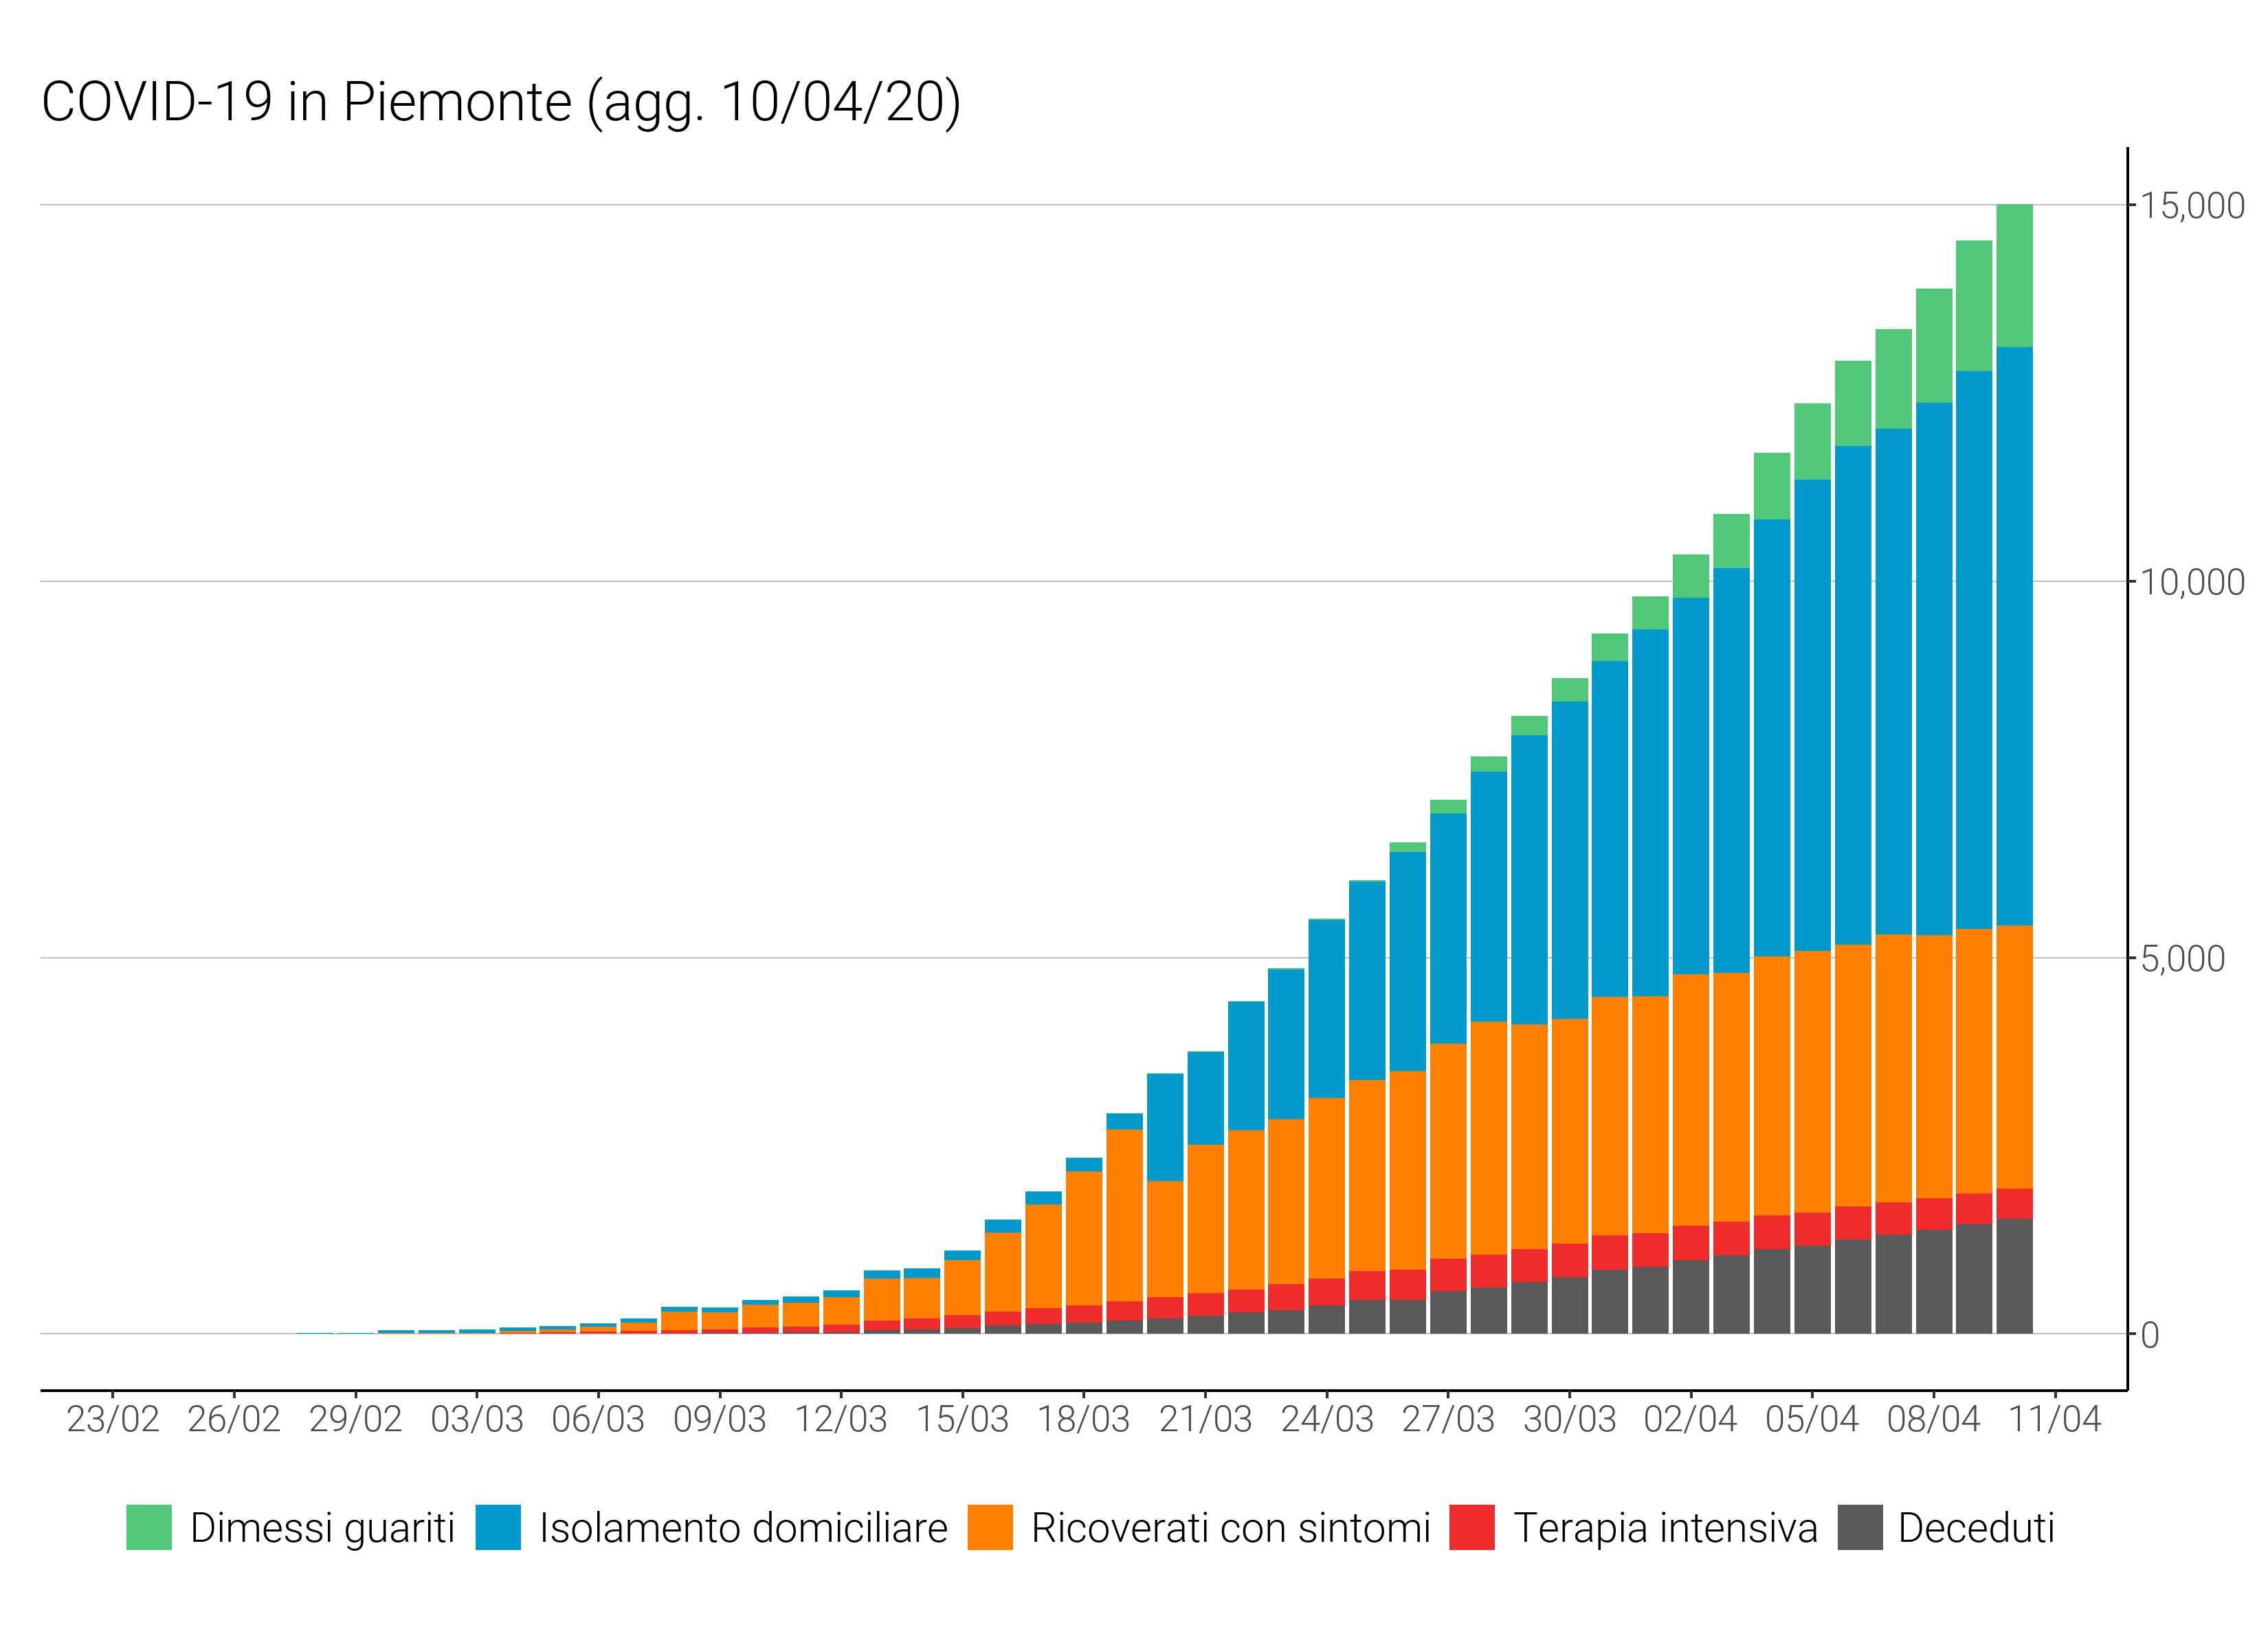 COVID-19 in Piemonte (agg. 10/04/20)
15,000
10,000
5,000
0
23/02 26/02 29/02 03/03 06/03 09/03 12/03 15/03 18/03 21/03 24/03 27/03 30/03 02/04 05/04 08/04 11/04
Dimessi guariti Isolamento domiciliare Ricoverati con sintomi Terapia intensiva Deceduti